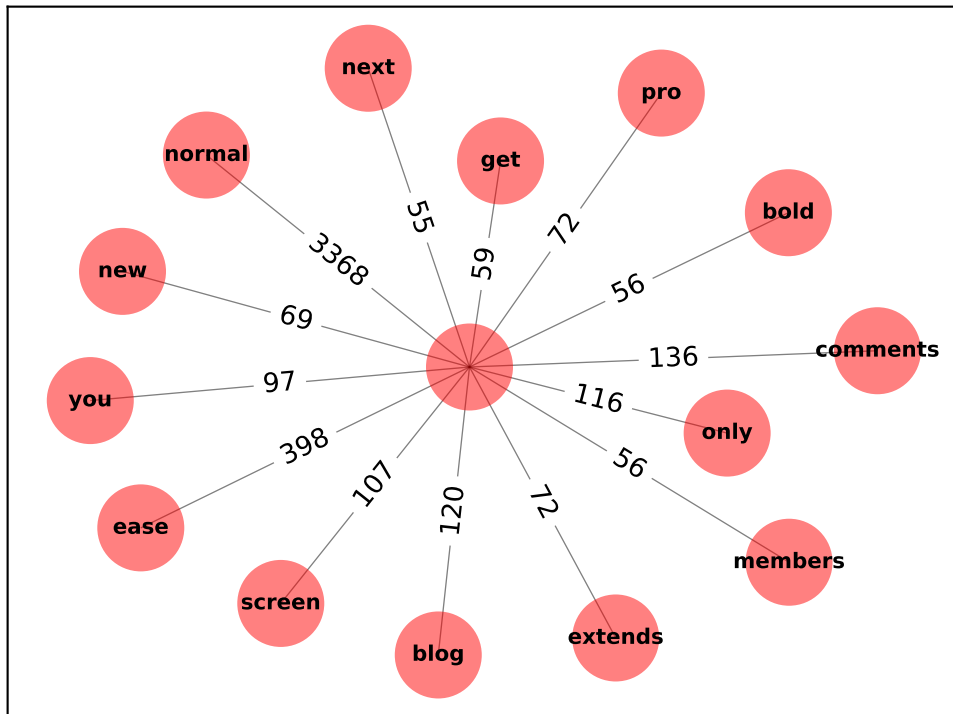 next
pro
normal
get
bold
55
72
3368
59
new
56
69
comments
136
you
97
116
only
398
56
107
120
72
ease
members
screen
blog
extends